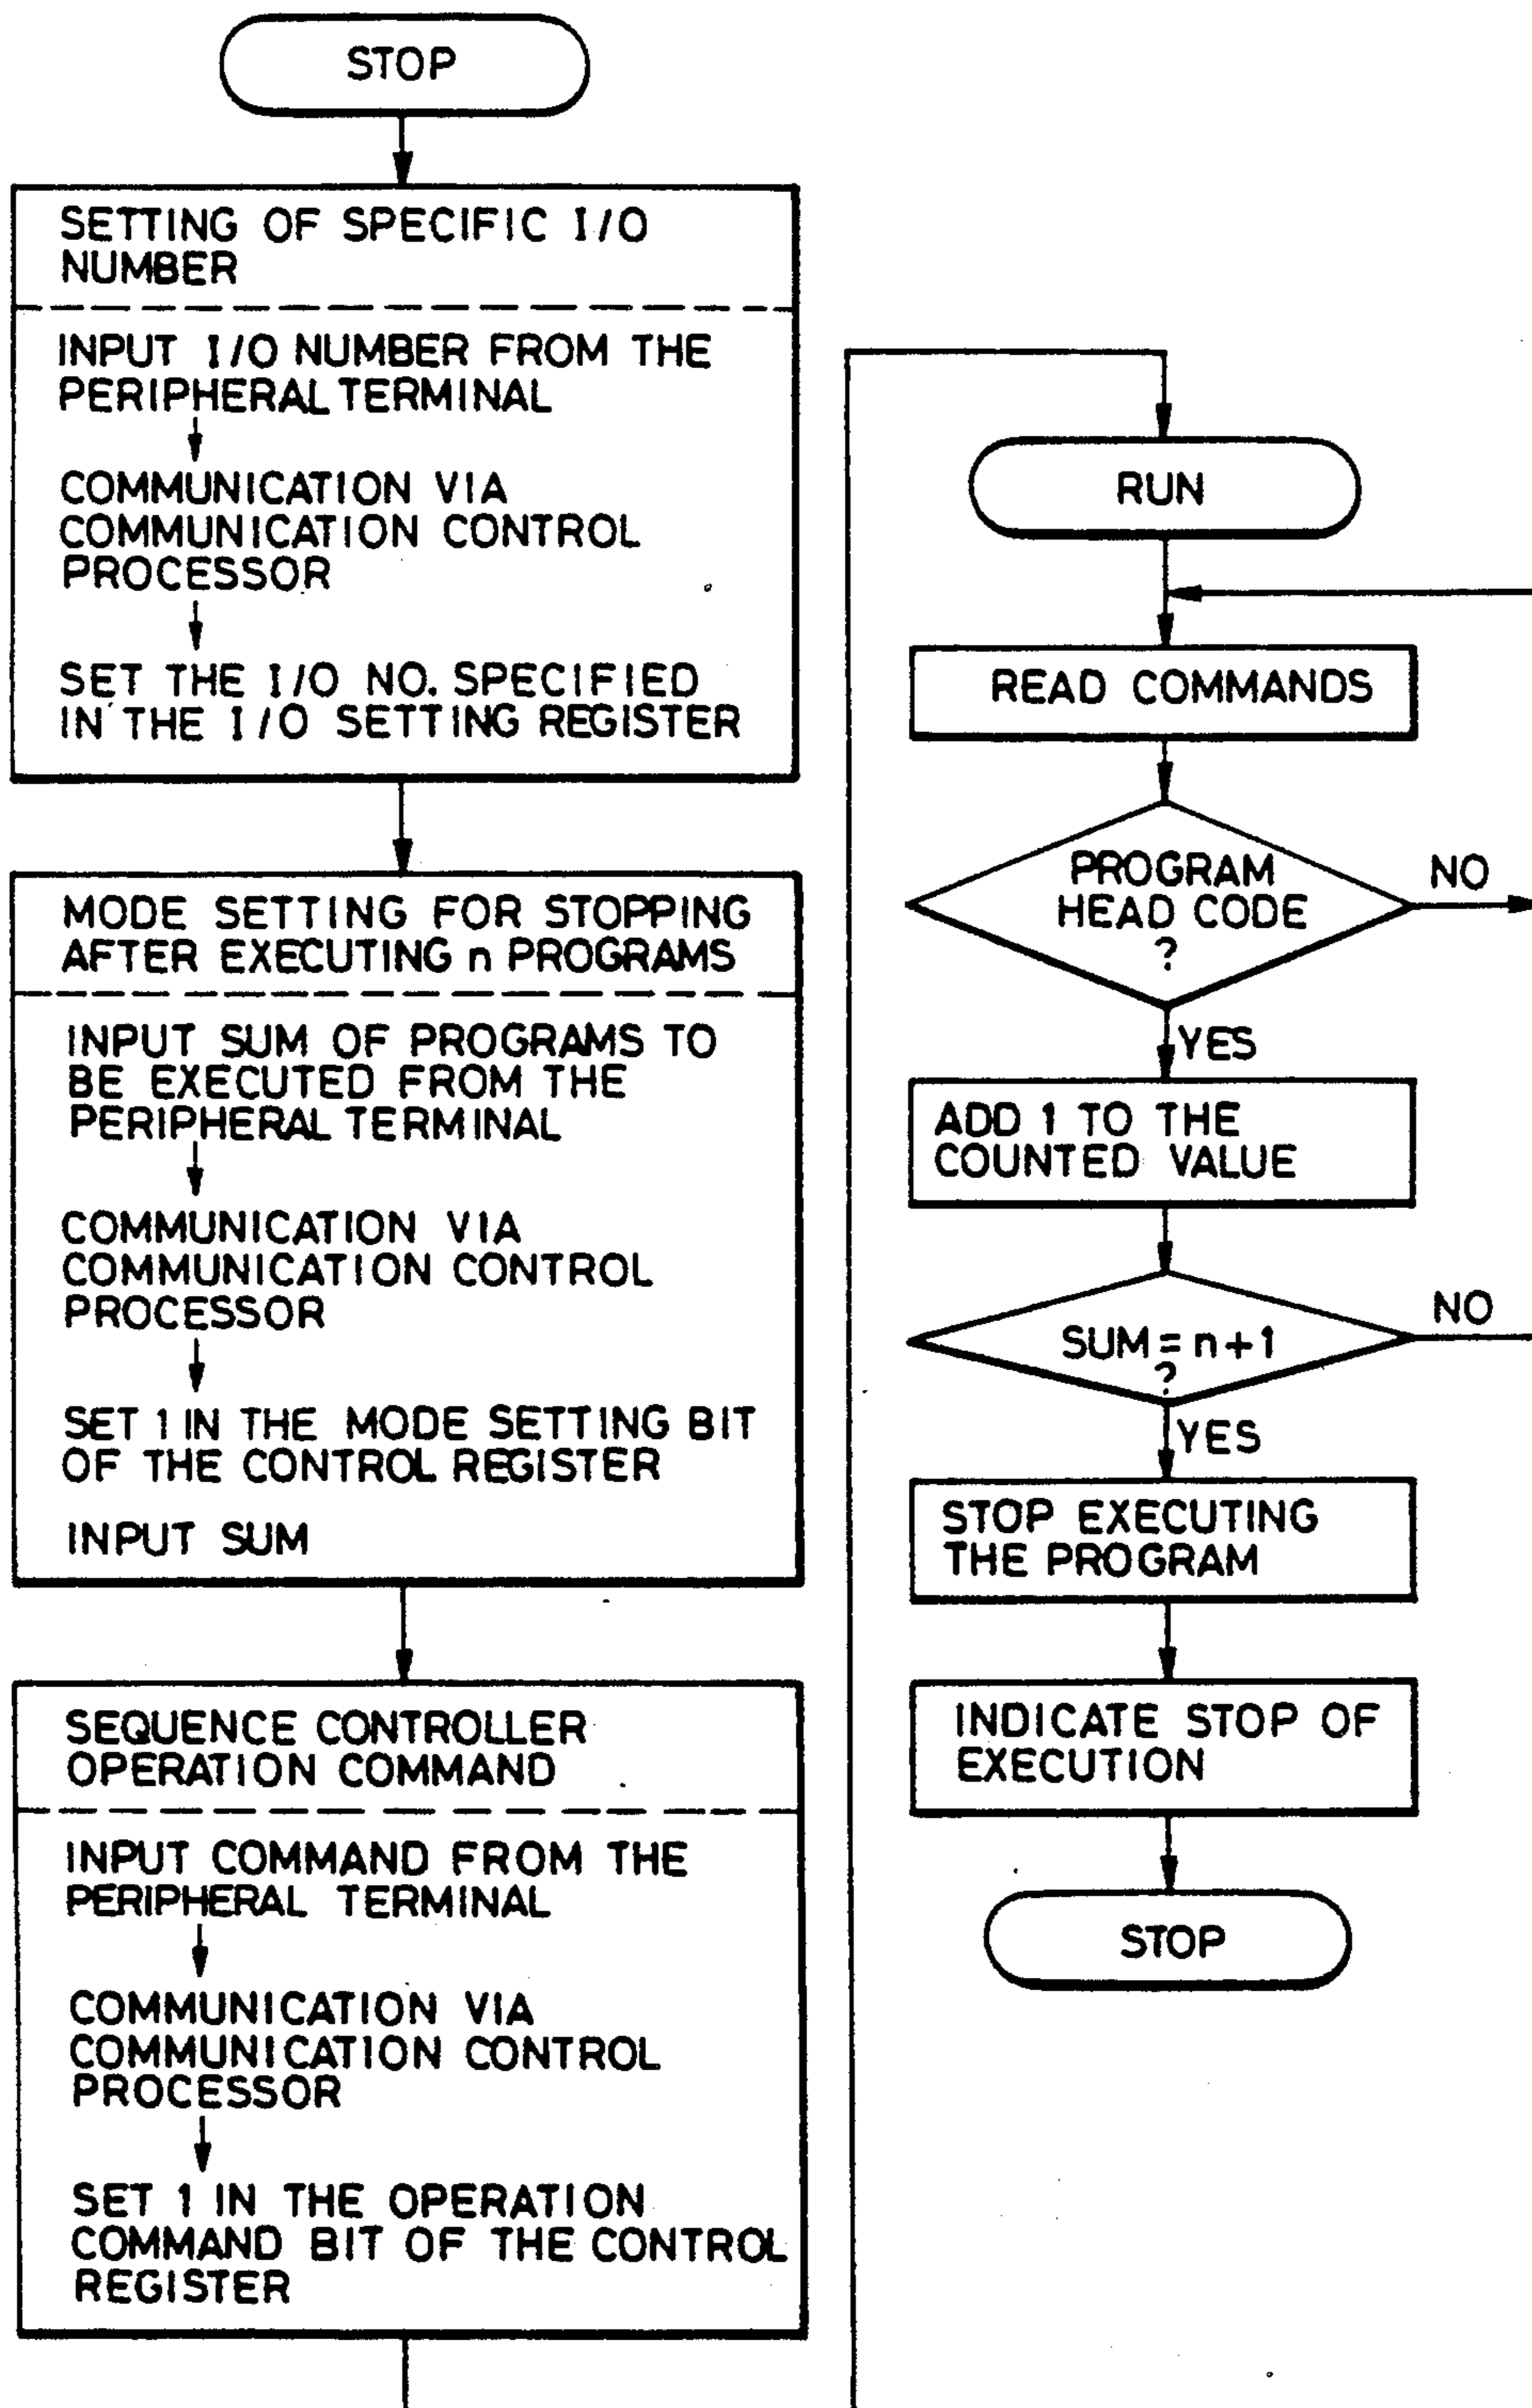 STOP
SETTING OF SPECIFIC I/O
NUMBER
INPUT I/O NUMBER FROM THE
PERIPHERAL TERMINAL
COMMUNICATION VIA
COMMUNICATION CONTROL
PROCESSOR
SET THE I/O NO. SPECIFIED
IN THE I/O SETTING REGISTER
MODE SETTING FOR STOPPING
AFTER EXECUTING n PROGRAMS
INPUT SUM OF PROGRAMS TO
BE EXECUTED FROM THE
PERIPHERAL TERMINAL
COMMUNICATION VIA
COMMUNICATION CONTROL
PROCESSOR
SET 1 IN THE MODE SETTING BIT
OF THE CONTROL REGISTER
INPUT SUM
SEQUENCE CONTROLLER
OPERATION COMMAND
INPUT COMMAND FROM THE
PERIPHERAL TERMINAL
COMMUNICATION VIA
COMMUNICATION CONTROL
PROCESSOR
SET 1 IN THE OPERATION
COMMAND BIT OF THE CONTROL
REGISTER
RUN
READ COMMANDS
PROGRAM
HEAD CODE
?
NO
YES
ADD 1 TO THE
COUNTED VALUE
SUM = n+1
?
NO
YES
STOP EXECUTING
THE PROGRAM
INDICATE STOP OF
EXECUTION
STOP